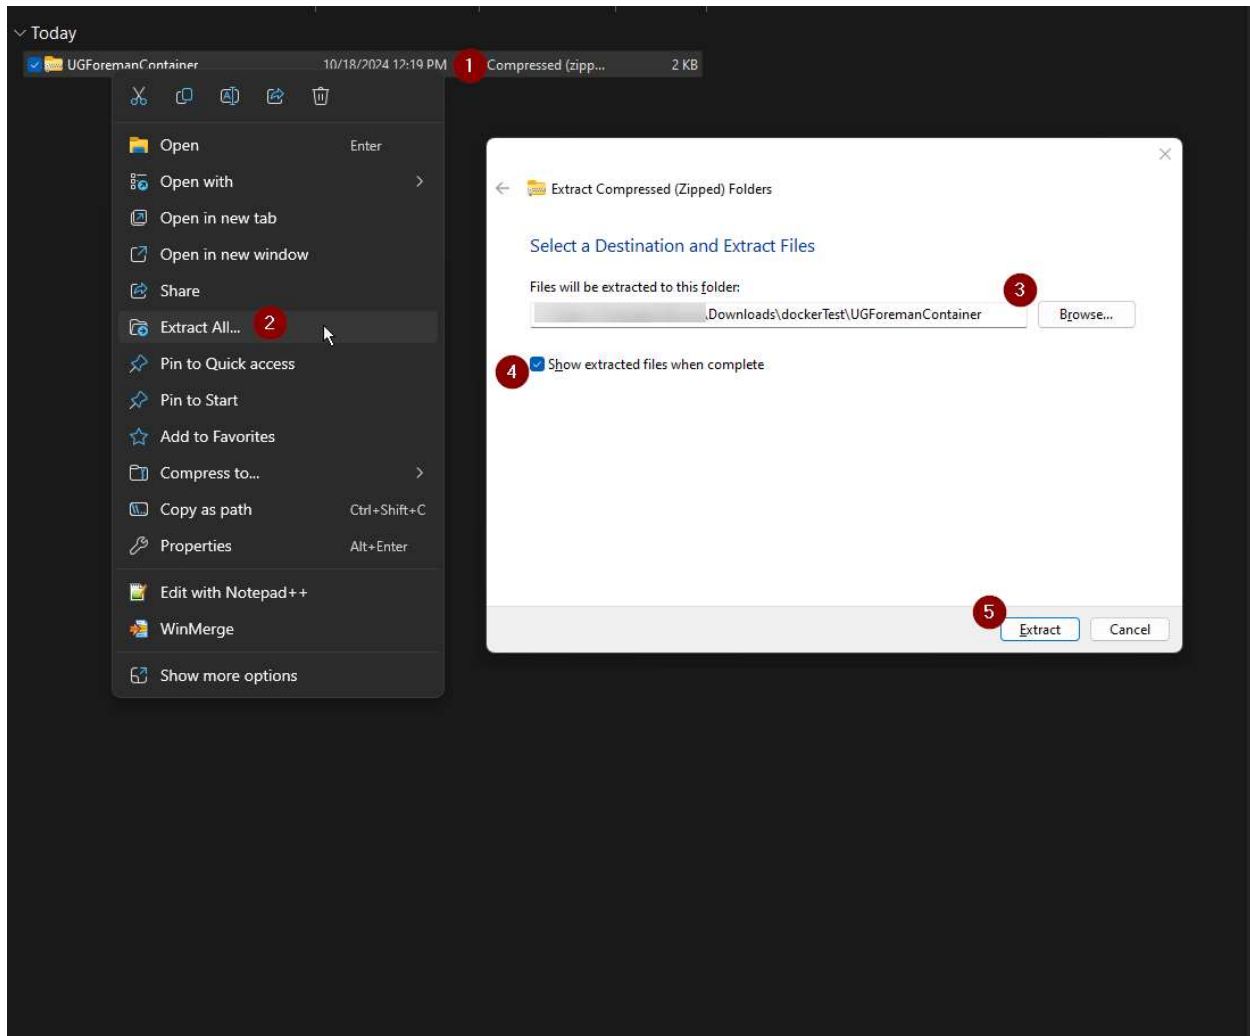 Today
UGForemanContainer 10/18/2024 12:19 PM 1 Compressed (zipp... 2 KB
Open Enter
Open with
Open in new tab
Open in new window
Share
Extract All... 2
Pin to Quick access
Pin to Start
Add to Favorites
Compress to...
Copy as path Ctrl+Shift+C
Properties Alt+Enter
Edit with Notepad++
WinMerge
Show more options
Extract Compressed (Zipped) Folders
Select a Destination and Extract Files
Files will be extracted to this folder:
3
\Downloads\dockerTest\UGForemanContainer Browse...
4 Show extracted files when complete
5
Extract Cancel